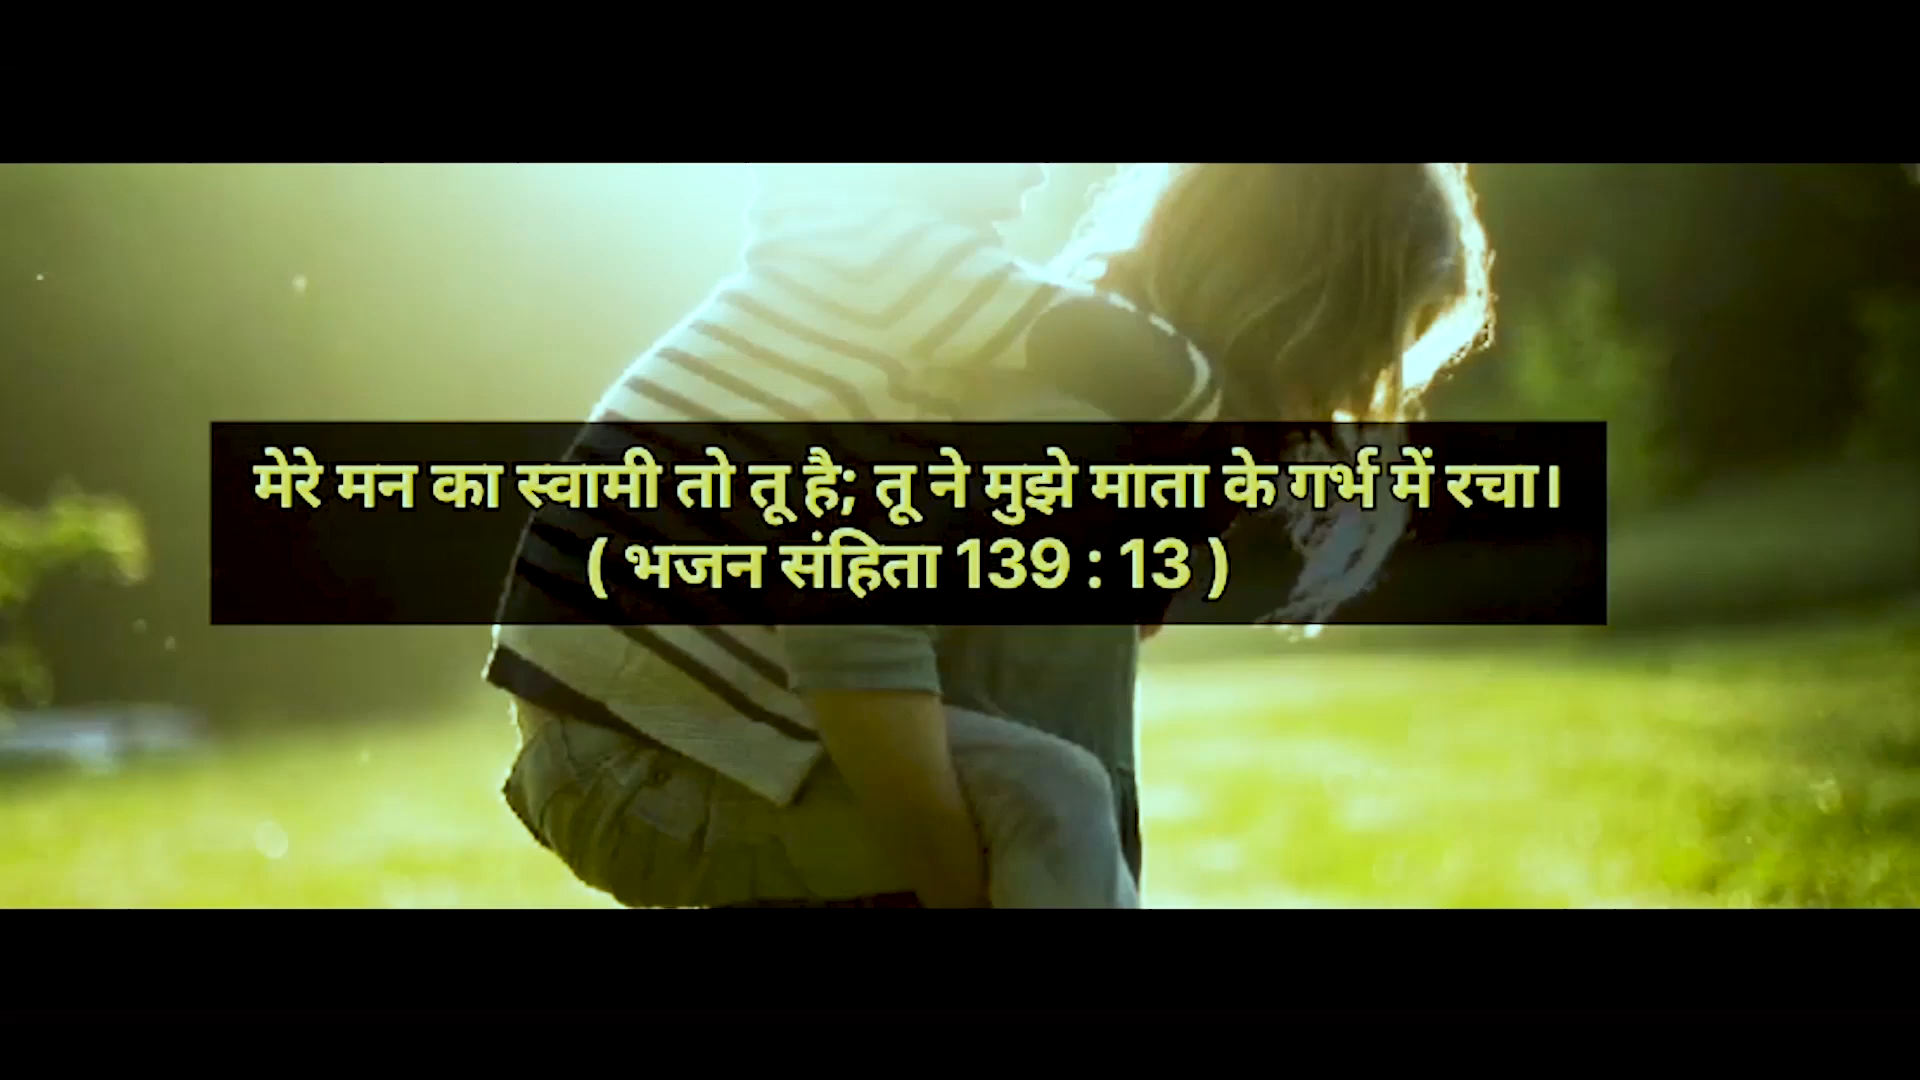 मेरे मन का स्वामी तो तू है; तू ने मुझे माता के गर्भ में रचा।
( भजन संहिता 139 : 13 )